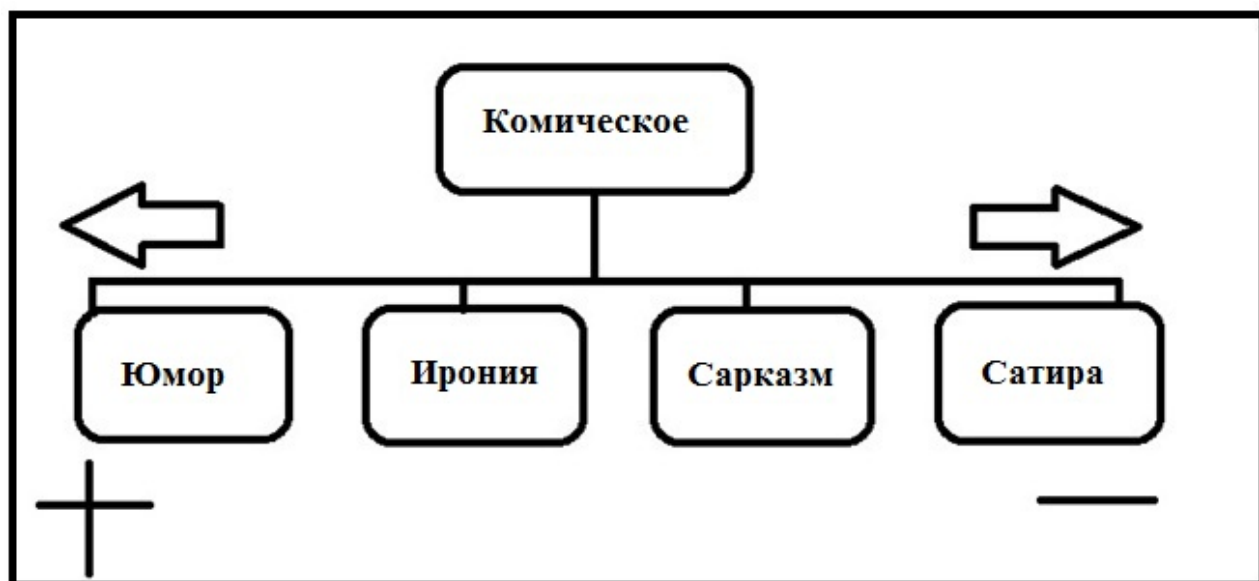 Комическое
Юмор
Ирония
Сарказм
Сатира